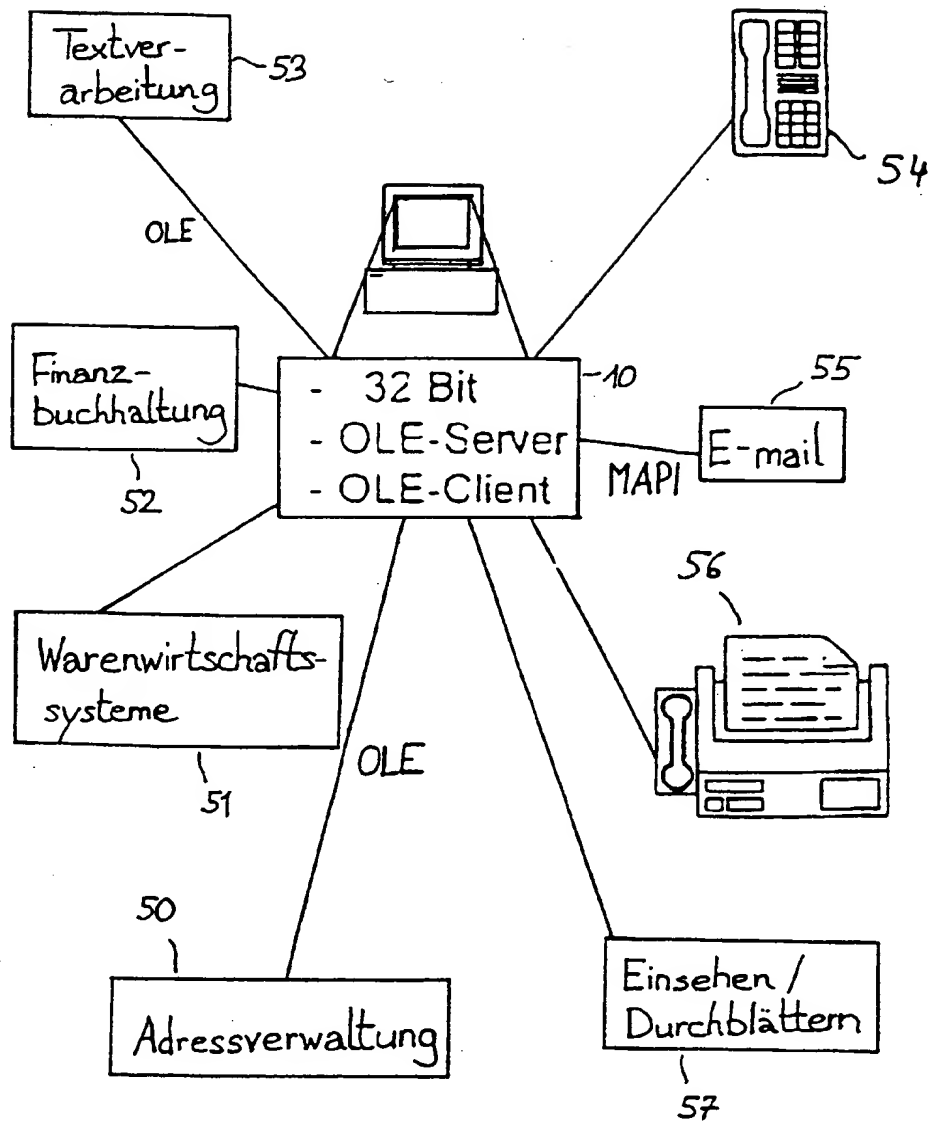 Textver-
arbeitung
53
54
OLE
Finanz-
buchhaltung
52
- 32 Bit
- OLE-Server
- OLE-Client
10
55
E-mail
MAPI
56
Warenwirtschafts-
systeme
51
OLE
50
Adressverwaltung
Einsehen /
Durchblättern
57